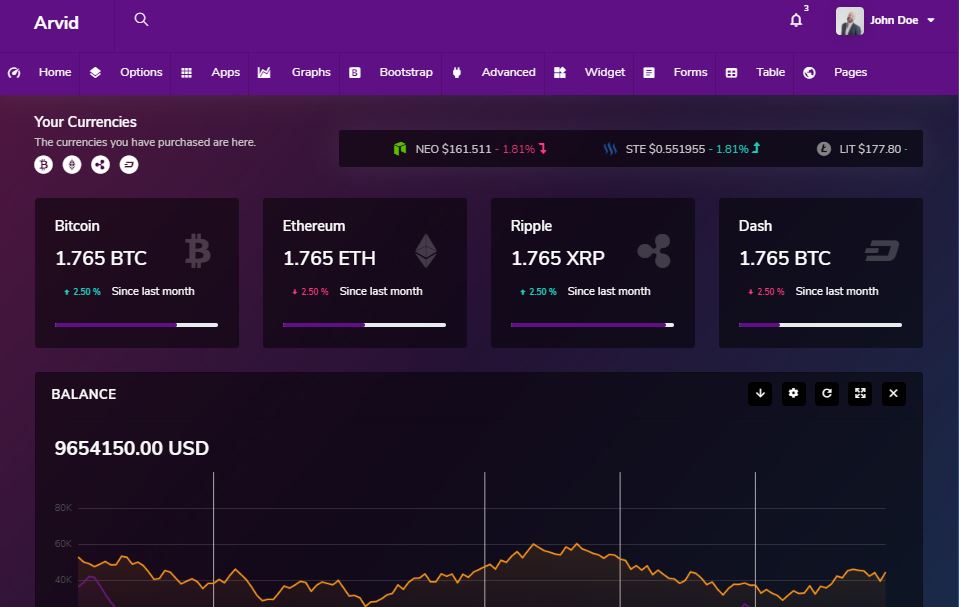 Arvid
3
John Doe
Home Options Apps Graphs Bootstrap Advanced Widget Forms Table Pages
Your Currencies
The currencies you have purchased are here.
NEO $161.511 - 1.81% STE $0.551955 - 1.81% LIT $177.80 -
Bitcoin
1.765 BTC
2.50 % Since last month
Ethereum
1.765 ETH
2.50 % Since last month
Ripple
1.765 XRP
2.50 % Since last month
Dash
1.765 BTC
2.50 % Since last month
BALANCE
9654150.00 USD
80K
60K
40K